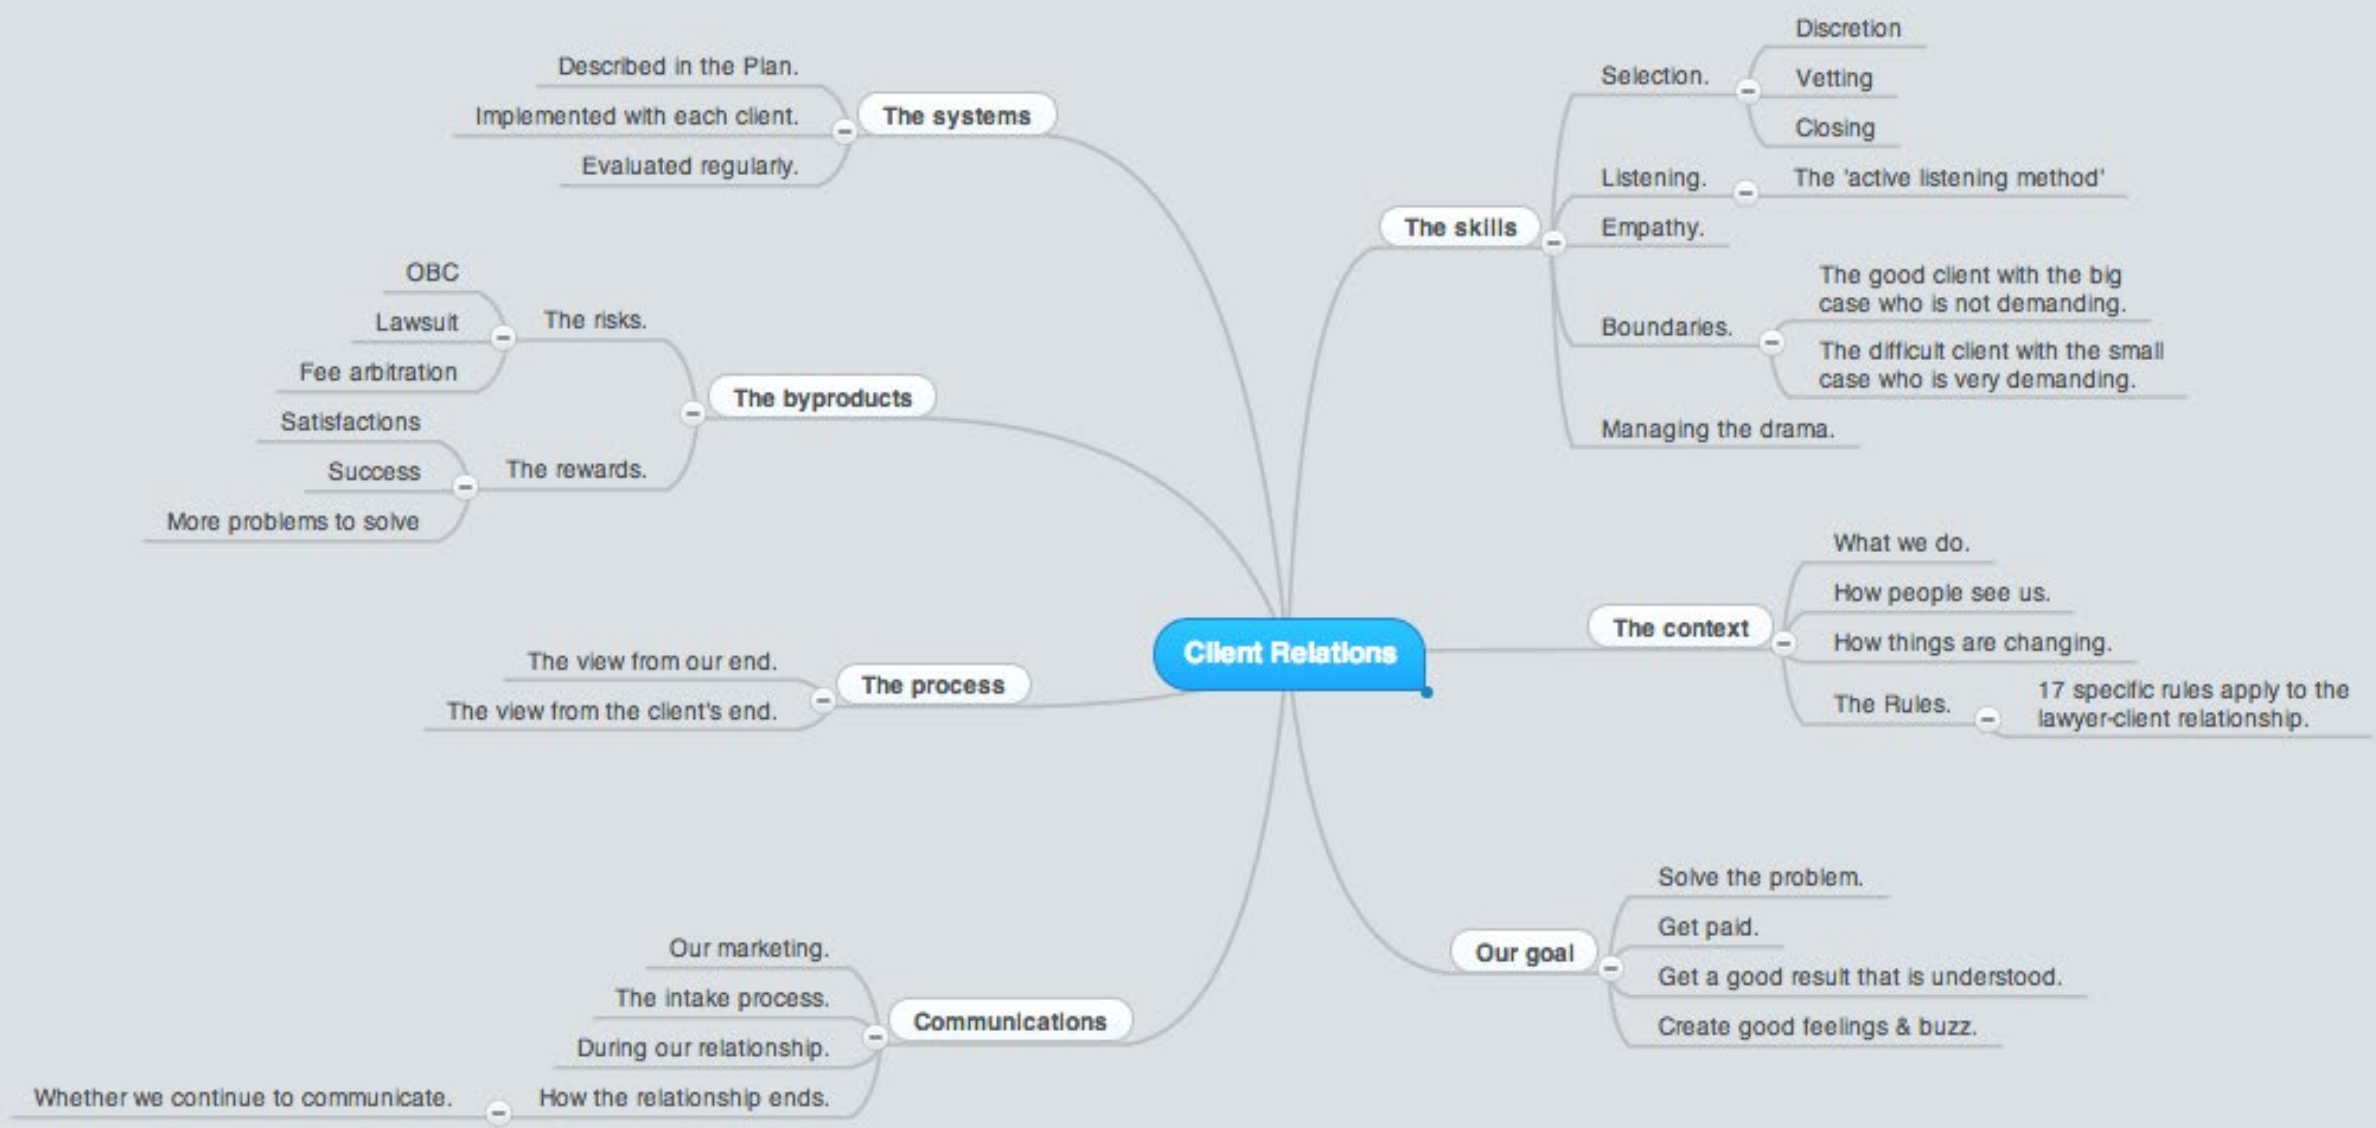 Described in the Plan.
Implemented with each client.
Evaluated regularly.
The systems
OBC
Lawsuit
Fee arbitration
The risks.
Satisfactions
Success
More problems to solve
The rewards.
The byproducts
The view from our end.
The view from the client's end.
The process
Our marketing.
The intake process.
During our relationship.
Whether we continue to communicate.
How the relationship ends.
Communications
Client Relations
The skills
Selection.
Discretion
Vetting
Closing
Listening.
The 'active listening method'
Empathy.
Boundaries.
The good client with the big
case who is not demanding.
The difficult client with the small
case who is very demanding.
Managing the drama.
The context
What we do.
How people see us.
How things are changing.
The Rules.
17 specific rules apply to the
lawyer-client relationship.
Our goal
Solve the problem.
Get paid.
Get a good result that is understood.
Create good feelings & buzz.